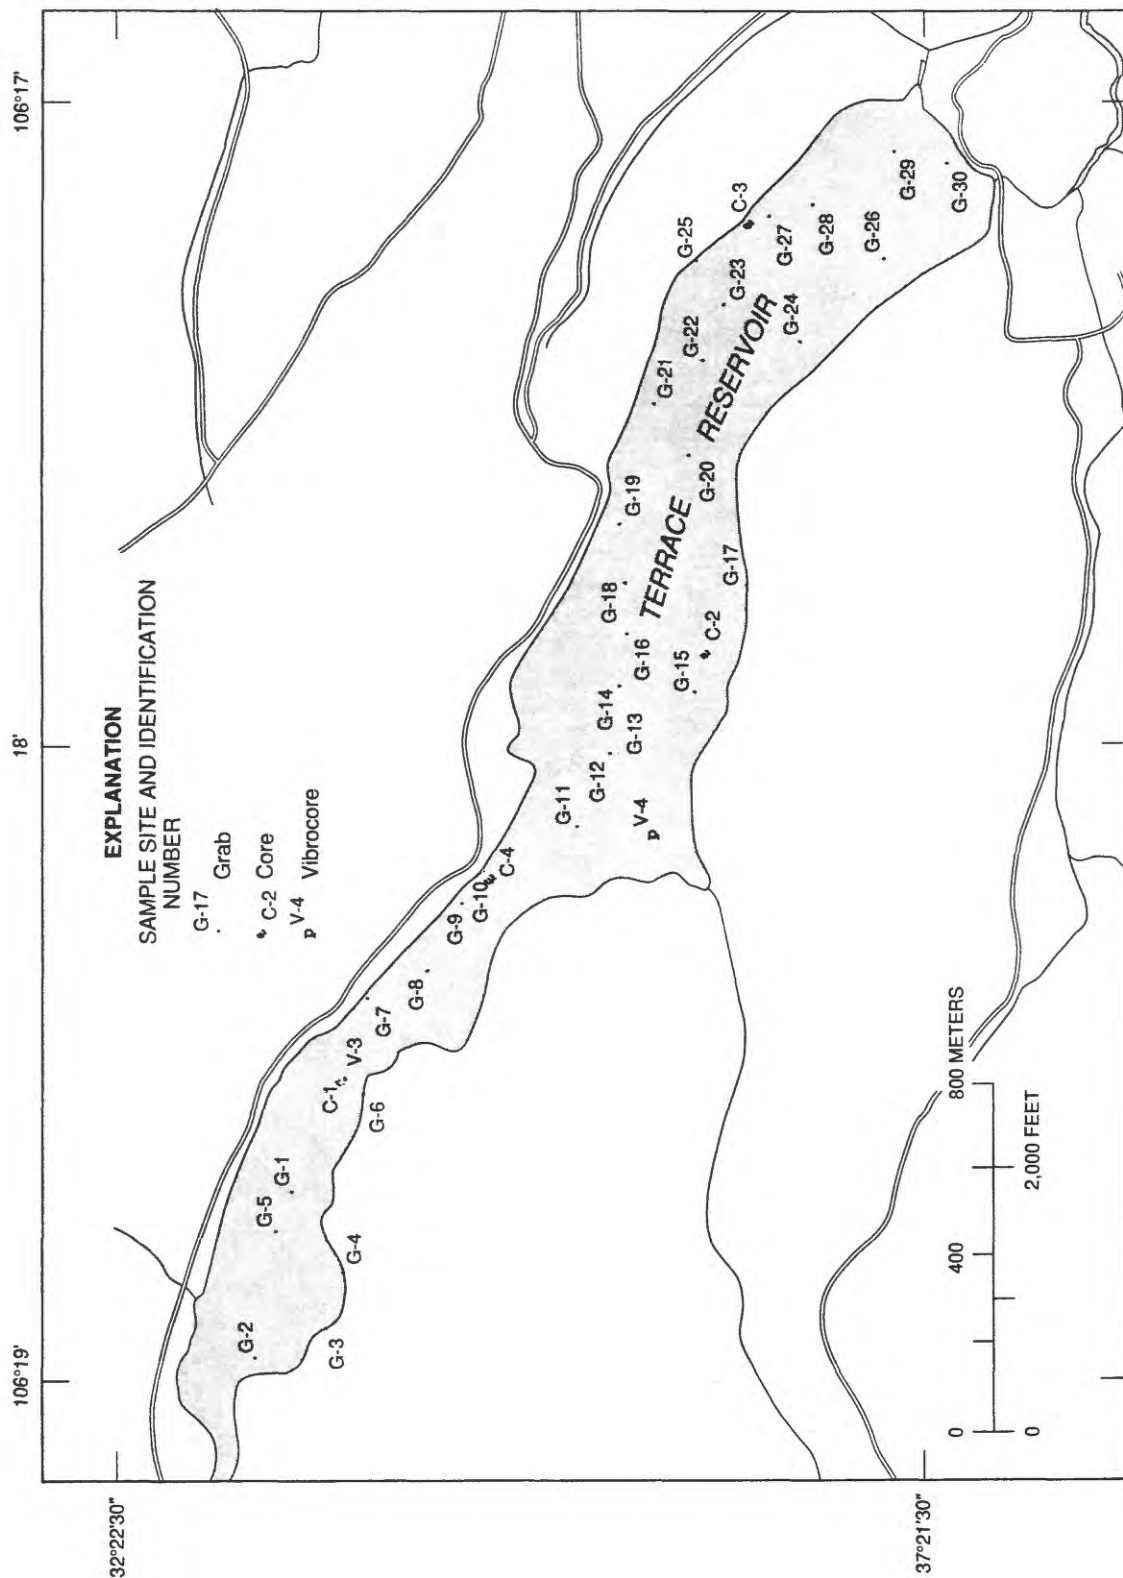 106°19'
18'
106°17'
32°22'30"
37°21'30"
EXPLANATION
SAMPLE SITE AND IDENTIFICATION
NUMBER
G-17
Grab
C-2 Core
V-4 Vibrocore
G-2
G-3
G-5
G-4
G-1
C-1
G-6
V-3
G-7
G-8
G-9
G-10
C-4
G-11
G-12
V-4
G-13
G-14
G-15
G-16
C-2
G-18
G-17
G-19
G-20
G-21
G-22
G-23
G-24
G-25
C-3
G-27
G-28
G-26
G-29
G-30
TERRACE RESERVOIR
0 400 800 METERS
0 2,000 FEET